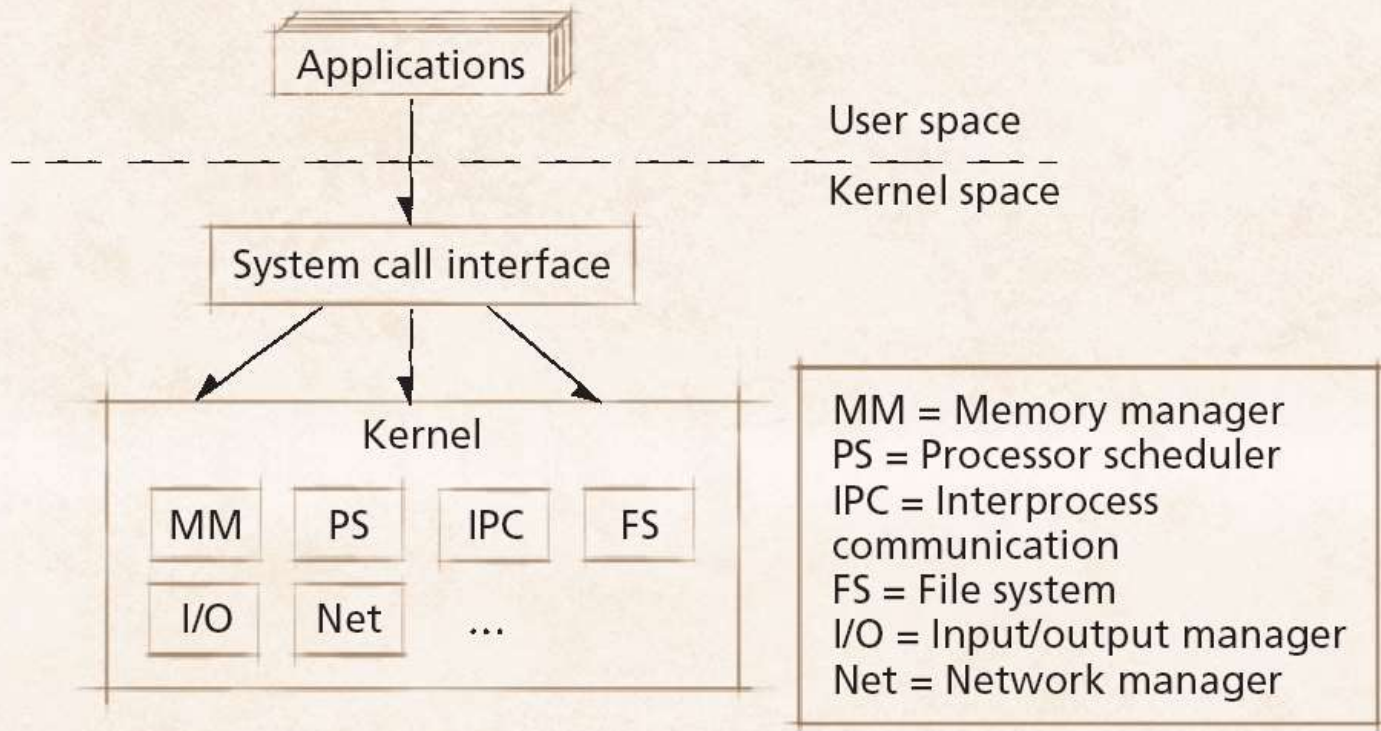 Applications
User space
Kernel space
System call interface
Kernel
MM PS IPC FS
I/O Net ...
MM = Memory manager
PS = Processor scheduler
IPC = Interprocess
communication
FS = File system
I/O = Input/output manager
Net = Network manager